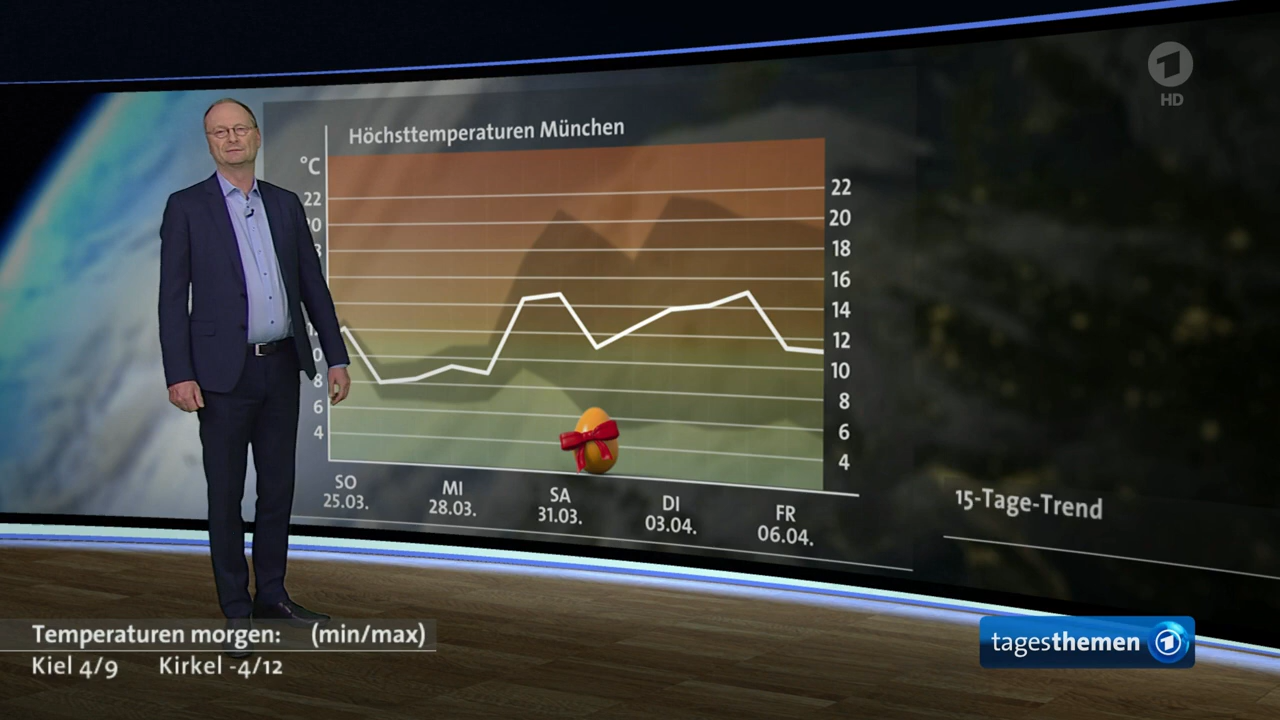 1
HD
Höchsttemperaturen München
°C
22
22
20
18
16
14
12
10
8
8
6
6
4
4
SO
25.03.
MI
28.03.
SA
31.03.
DI
03.04.
FR
06.04.
15-Tage-Trend
Temperaturen morgen: (min/max)
Kiel 4/9 Kirkel -4/12
tagesthemen 1